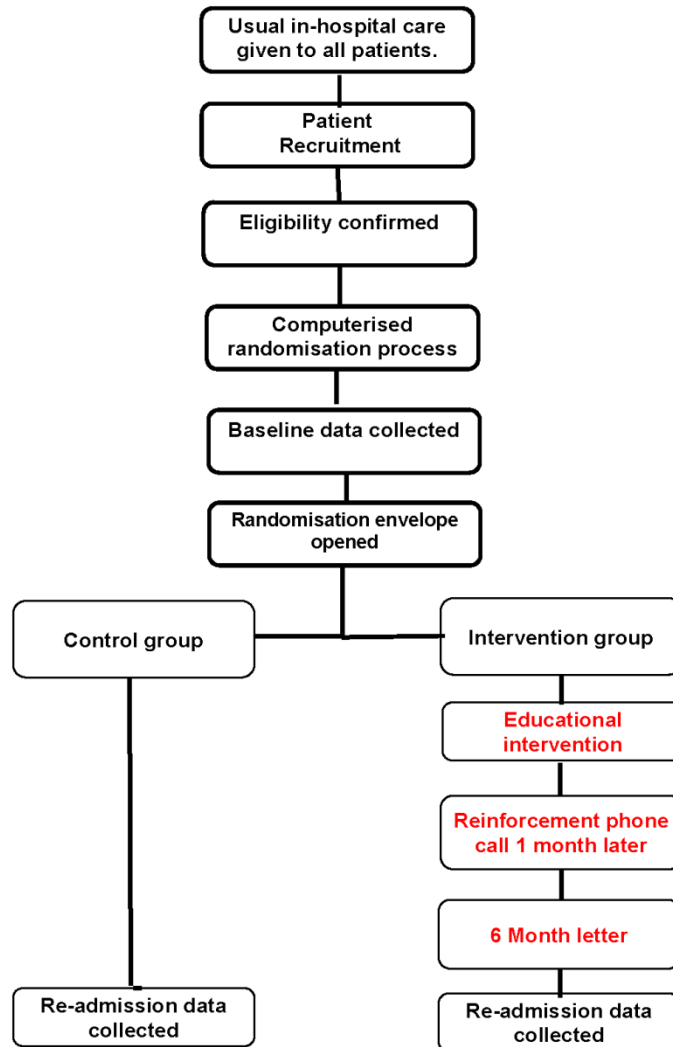 Usual in-hospital care
given to all patients.
Patient
Recruitment
Eligibility confirmed
Computerised
randomisation process
Baseline data collected
Randomisation envelope
opened
Control group
Intervention group
Educational
intervention
Reinforcement phone
call 1 month later
6 Month letter
Re-admission data
collected
Re-admission data
collected